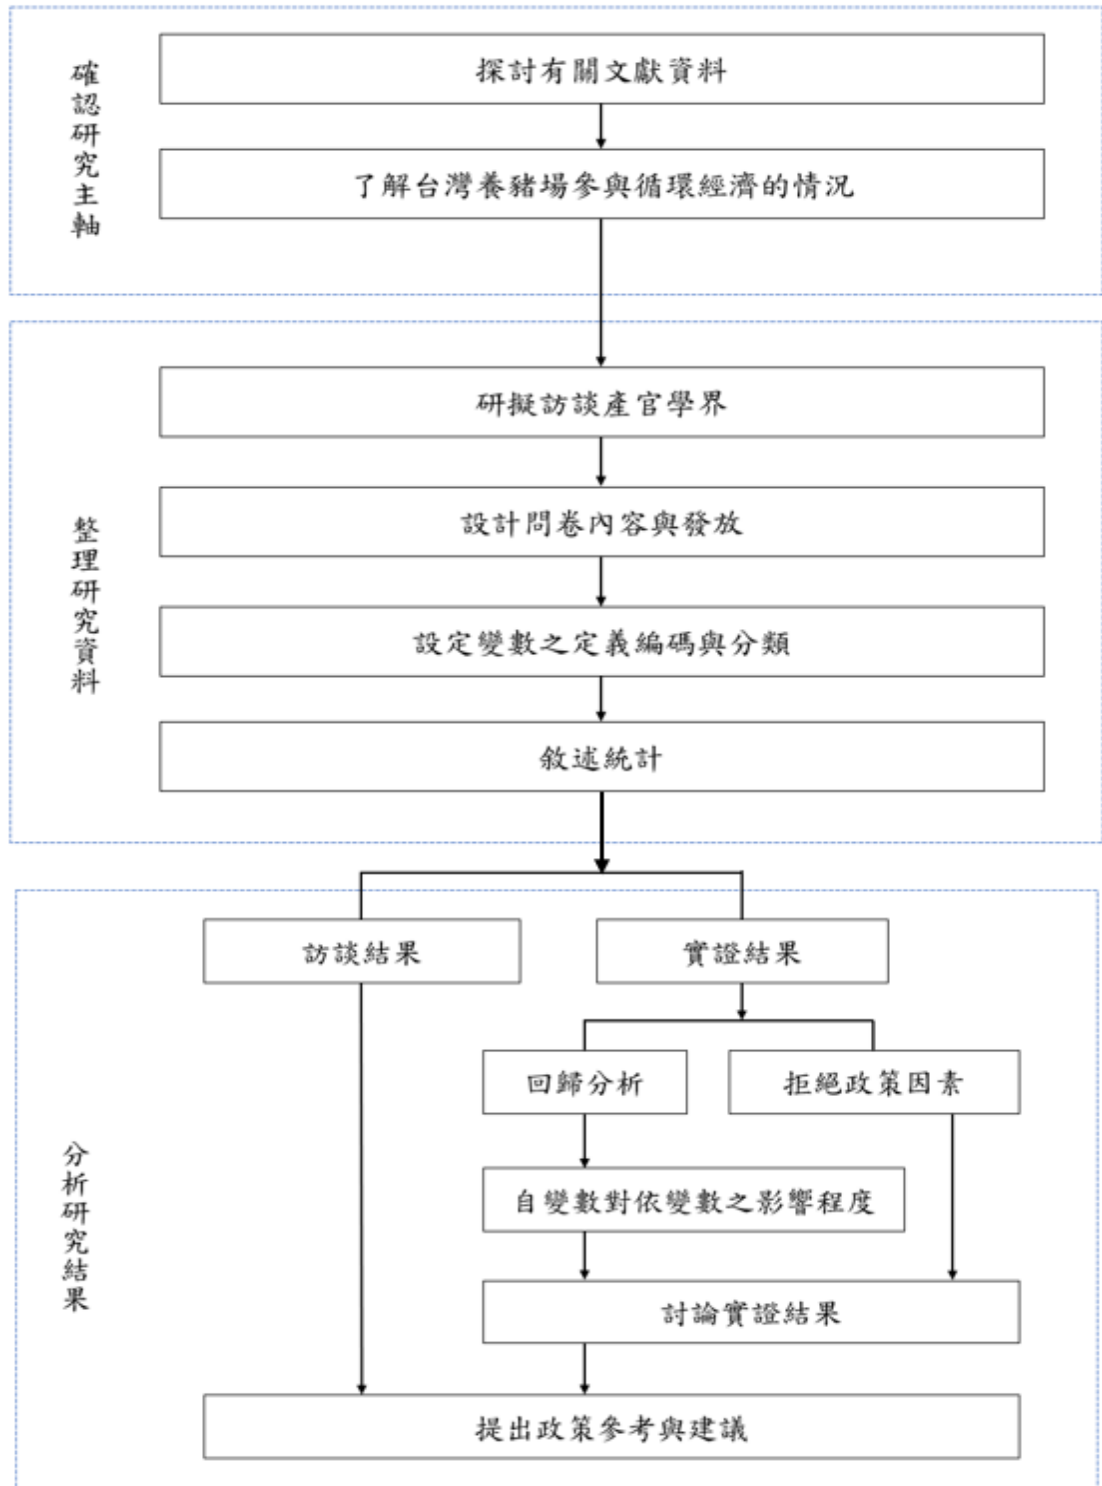 確認研究主軸
探討有關文獻資料
了解台灣養豬場參與循環經濟的情況
整理研究資料
研擬訪談產官學界
設計問卷內容與發放
設定變數之定義編碼與分類
敘述統計
分析研究結果
訪談結果
實證結果
回歸分析
拒絕政策因素
自變數對依變數之影響程度
討論實證結果
提出政策參考與建議